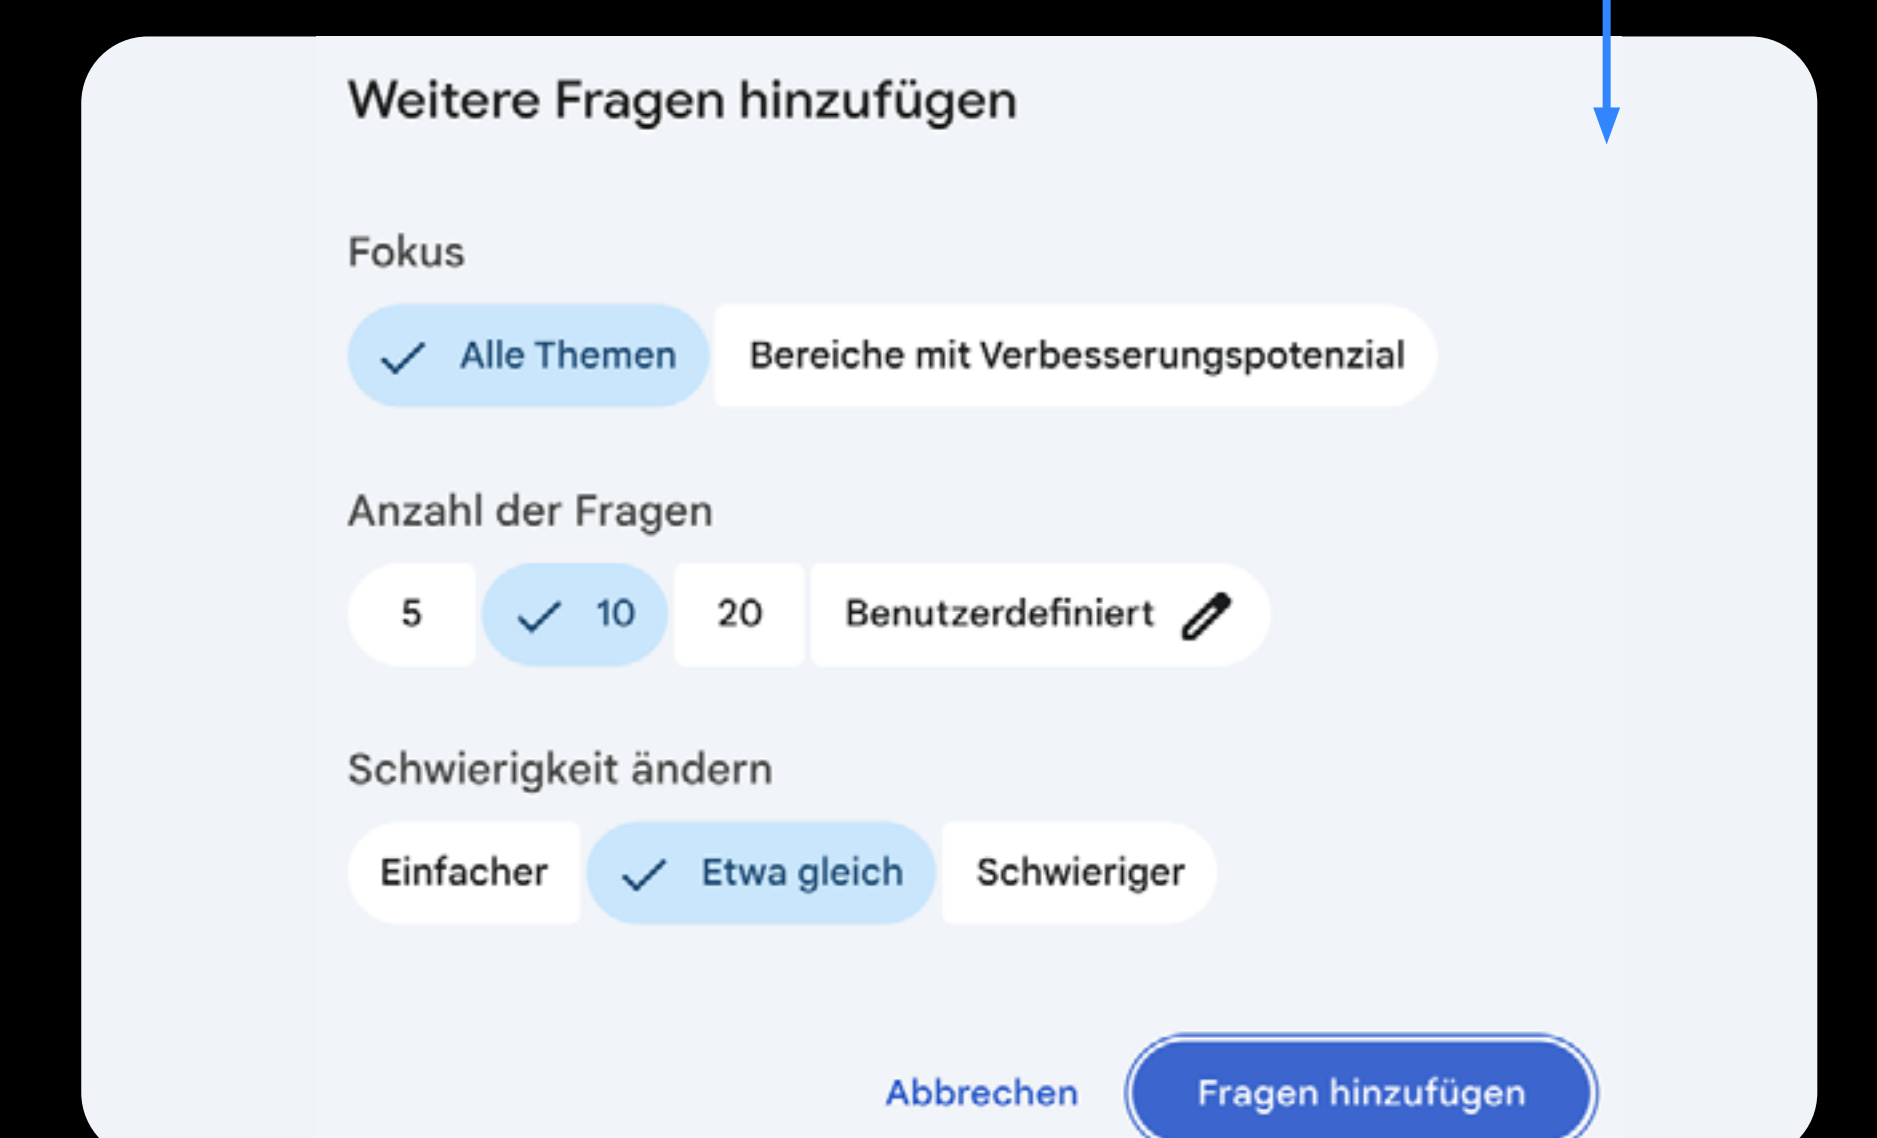 Weitere Fragen hinzufügen
Fokus
Alle Themen Bereiche mit Verbesserungspotenzial
Anzahl der Fragen
5 10 20 Benutzerdefiniert
Schwierigkeit ändern
Einfacher Etwa gleich Schwieriger
Abbrechen Fragen hinzufügen